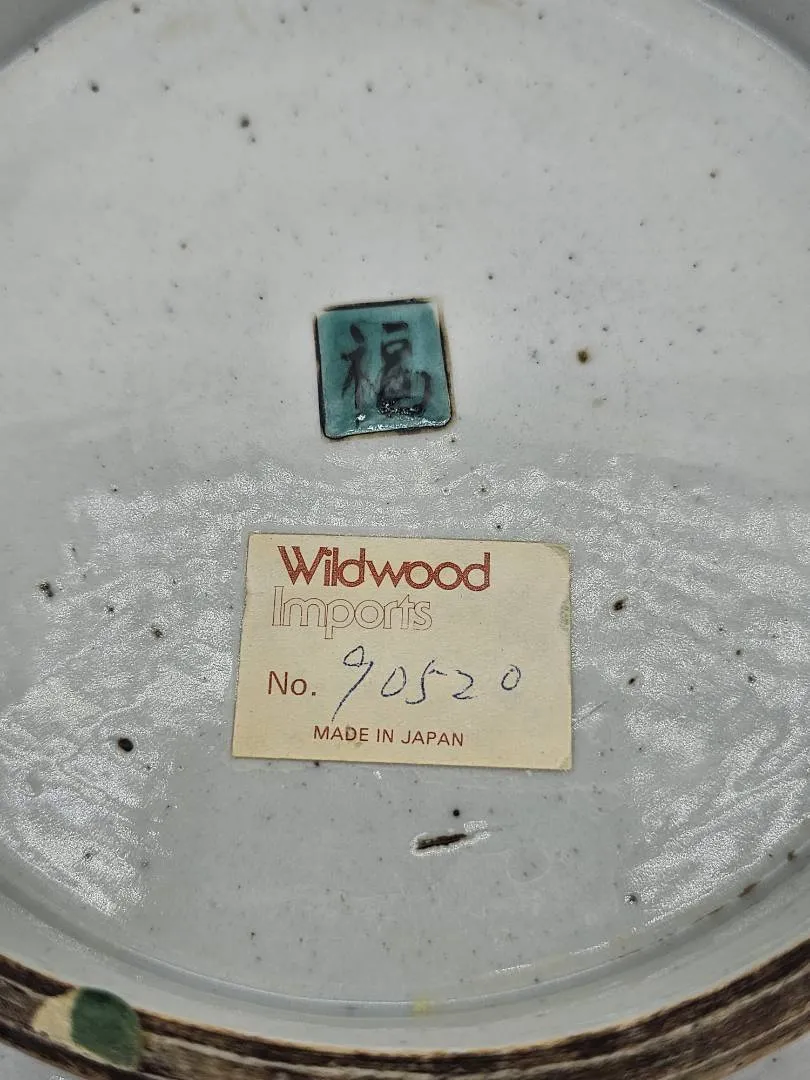 福
Wildwood
Imports
No. 90520
MADE IN JAPAN